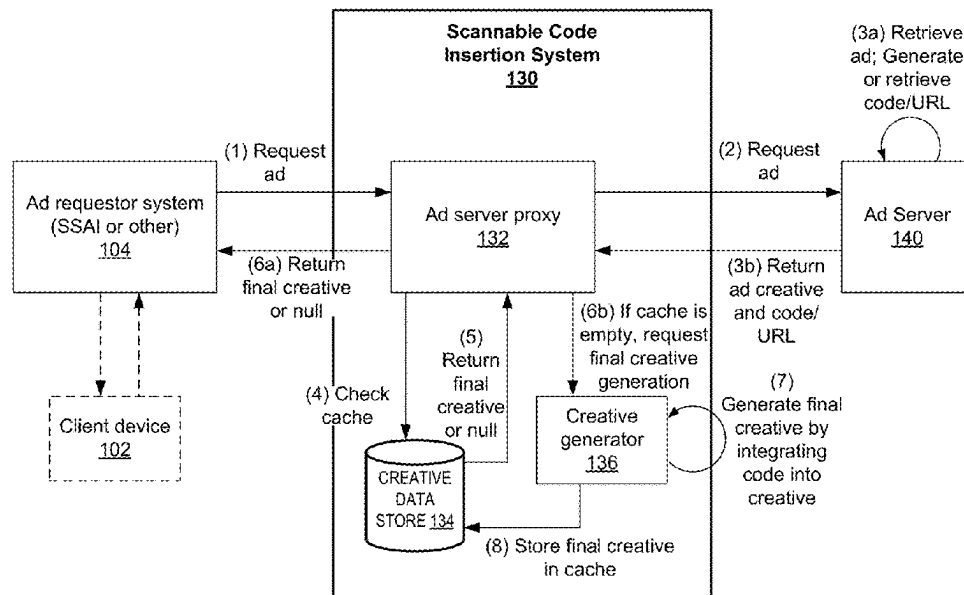 Scannable Code
Insertion System
130
(3a) Retrieve
ad; Generate
or retrieve
code/URL
(1) Request
ad
(2) Request
ad
Ad requestor system
(SSAI or other)
104
Ad server proxy
132
Ad Server
140
(6a) Return
final creative
or null
(3b) Return
ad creative
and code/
URL
(6b) If cache is
empty, request
final creative
generation
(5)
Return
final
creative
or null
(4) Check
cache
(7)
Generate final
creative by
integrating
code into
creative
Client device
102
Creative
generator
136
CREATIVE
DATA
STORE 134
(8) Store final creative
in cache